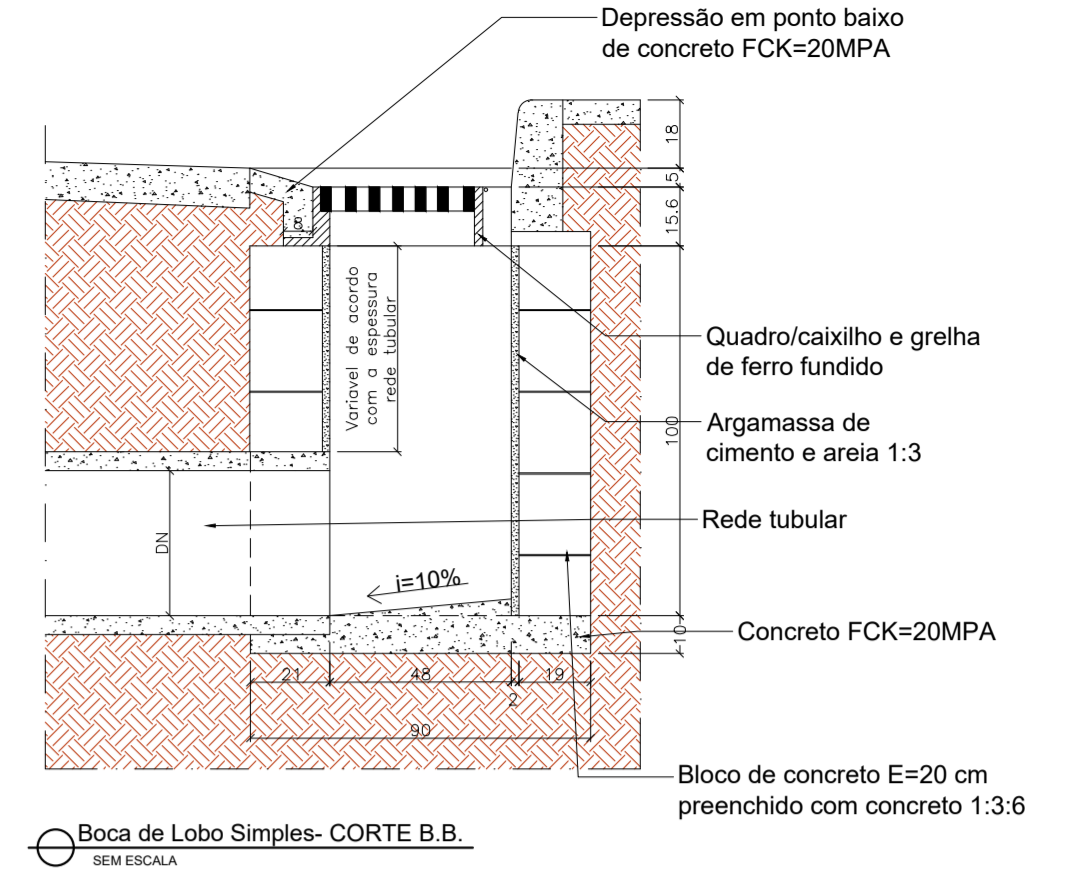 Depressão em ponto baixo
de concreto FCK=20MPA
18
5
15.6
8
Variavel de acordo
com a espessura
rede tubular
Quadro/caixilho e grelha
de ferro fundido
100
Argamassa de
cimento e areia 1:3
Rede tubular
DN
i=10%
10
Concreto FCK=20MPA
21
48
2
19
90
Bloco de concreto E=20 cm
preenchido com concreto 1:3:6
Boca de Lobo Simples- CORTE B.B.
SEM ESCALA